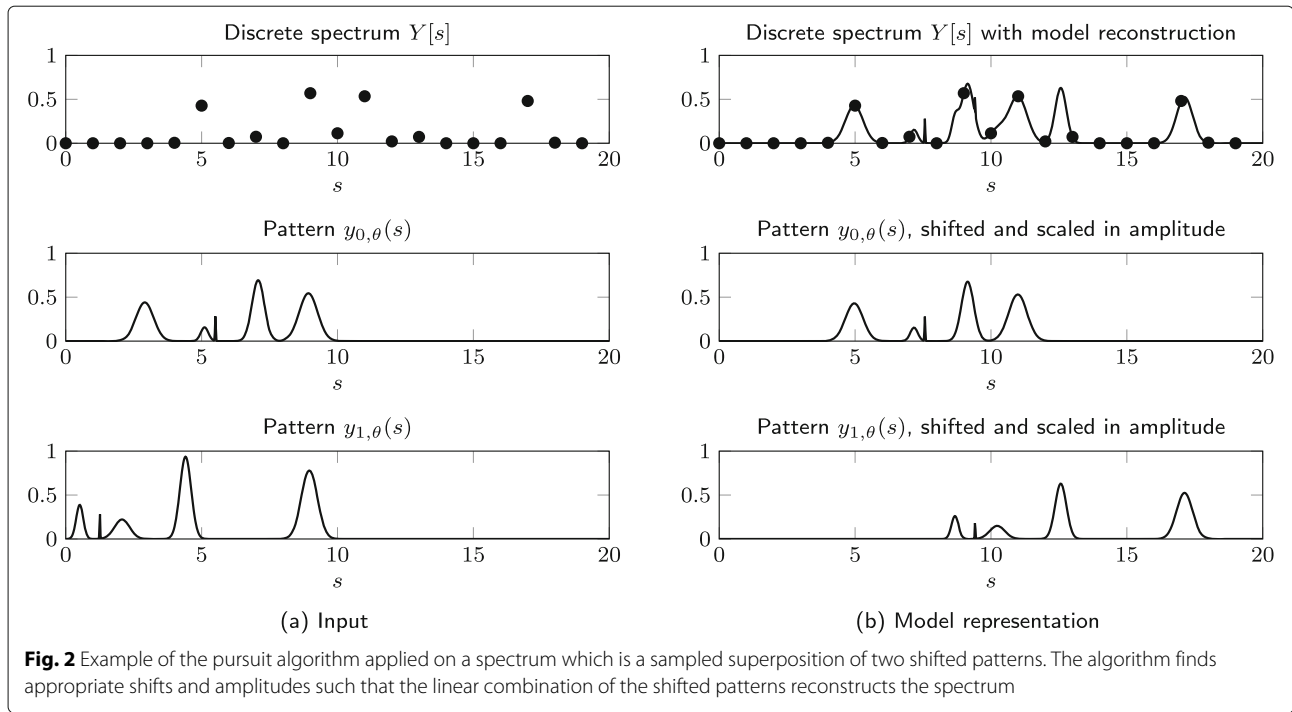 Discrete spectrum Y[s]
1
0.5
0
0 5 10 15 20
s
Pattern y₀,θ(s)
1
0.5
0
0 5 10 15 20
s
Pattern y₁,θ(s)
1
0.5
0
0 5 10 15 20
s
(a) Input
Discrete spectrum Y[s] with model reconstruction
1
0.5
0
0 5 10 15 20
s
Pattern y₀,θ(s), shifted and scaled in amplitude
1
0.5
0
0 5 10 15 20
s
Pattern y₁,θ(s), shifted and scaled in amplitude
1
0.5
0
0 5 10 15 20
s
(b) Model representation
Fig. 2 Example of the pursuit algorithm applied on a spectrum which is a sampled superposition of two shifted patterns. The algorithm finds
appropriate shifts and amplitudes such that the linear combination of the shifted patterns reconstructs the spectrum